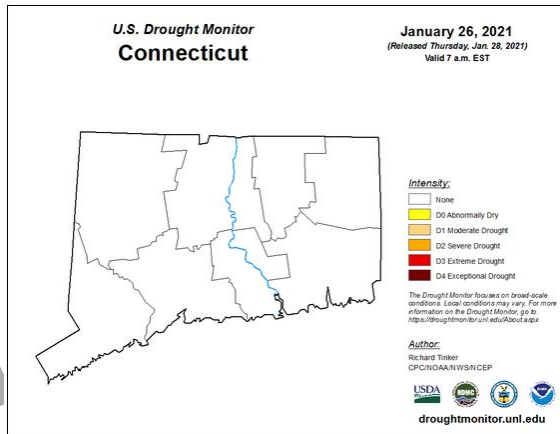 U.S. Drought Monitor
Connecticut
January 26, 2021
(Released Thursday, Jan. 28, 2021)
Valid 7 a.m. EST
Intensity:
None
D0 Abnormally Dry
D1 Moderate Drought
D2 Severe Drought
D3 Extreme Drought
D4 Exceptional Drought
The Drought Monitor focuses on broad-scale
conditions. Local conditions may vary. For more
information on the Drought Monitor, go to
https://droughtmonitor.unl.edu/About.aspx
Author:
Richard Tinker
CPC/NOAA/NWS/NCEP
USDA
NDMC
droughtmonitor.unl.edu